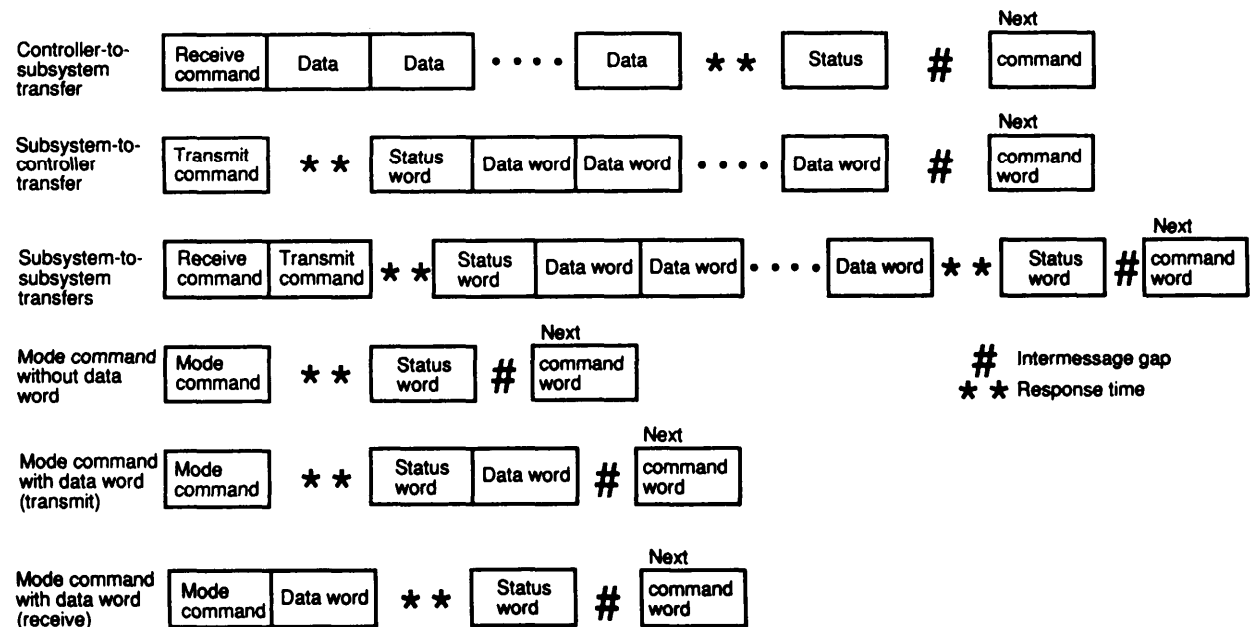 Controller-to-
subsystem
transfer
Receive
command
Data
Data
• • • •
Data
* *
Status
#
Next
command
Subsystem-to-
controller
transfer
Transmit
command
* *
Status
word
Data word
Data word
• • • •
Data word
#
Next
command
word
Subsystem-to-
subsystem
transfers
Receive
command
Transmit
command
* *
Status
word
Data word
Data word
• • • •
Data word
* *
Status
word
#
Next
command
word
Mode command
without data
word
Mode
command
* *
Status
word
#
Next
command
word
# Intermessage gap
* * Response time
Mode command
with data word
(transmit)
Mode
command
* *
Status
word
Data word
#
Next
command
word
Mode command
with data word
(receive)
Mode
command
Data word
* *
Status
word
#
Next
command
word